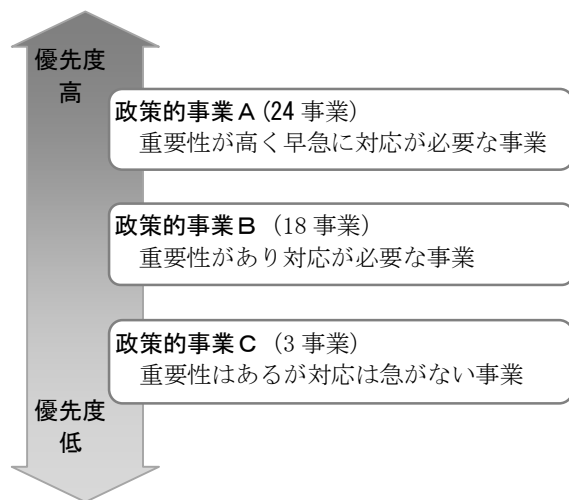 優先度
高
政策的事業Ａ(24 事業)
重要性が高く早急に対応が必要な事業
政策的事業Ｂ（18 事業）
重要性があり対応が必要な事業
政策的事業Ｃ（3 事業）
重要性はあるが対応は急がない事業
優先度
低